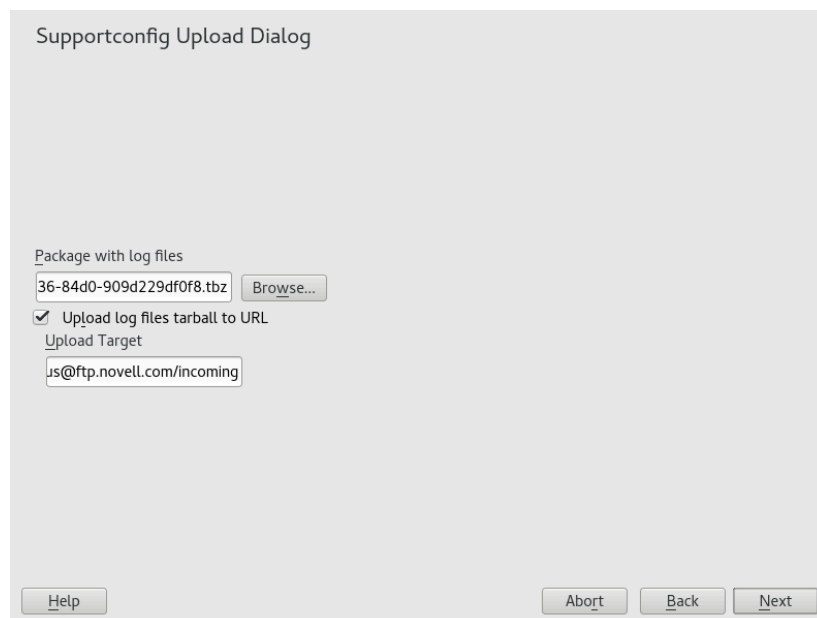 Supportconfig Upload Dialog
Package with log files
36-84d0-909d229df0f8.tbz Browse...
Upload log files tarball to URL
Upload Target
us@ftp.novell.com/incoming
Help Abort Back Next